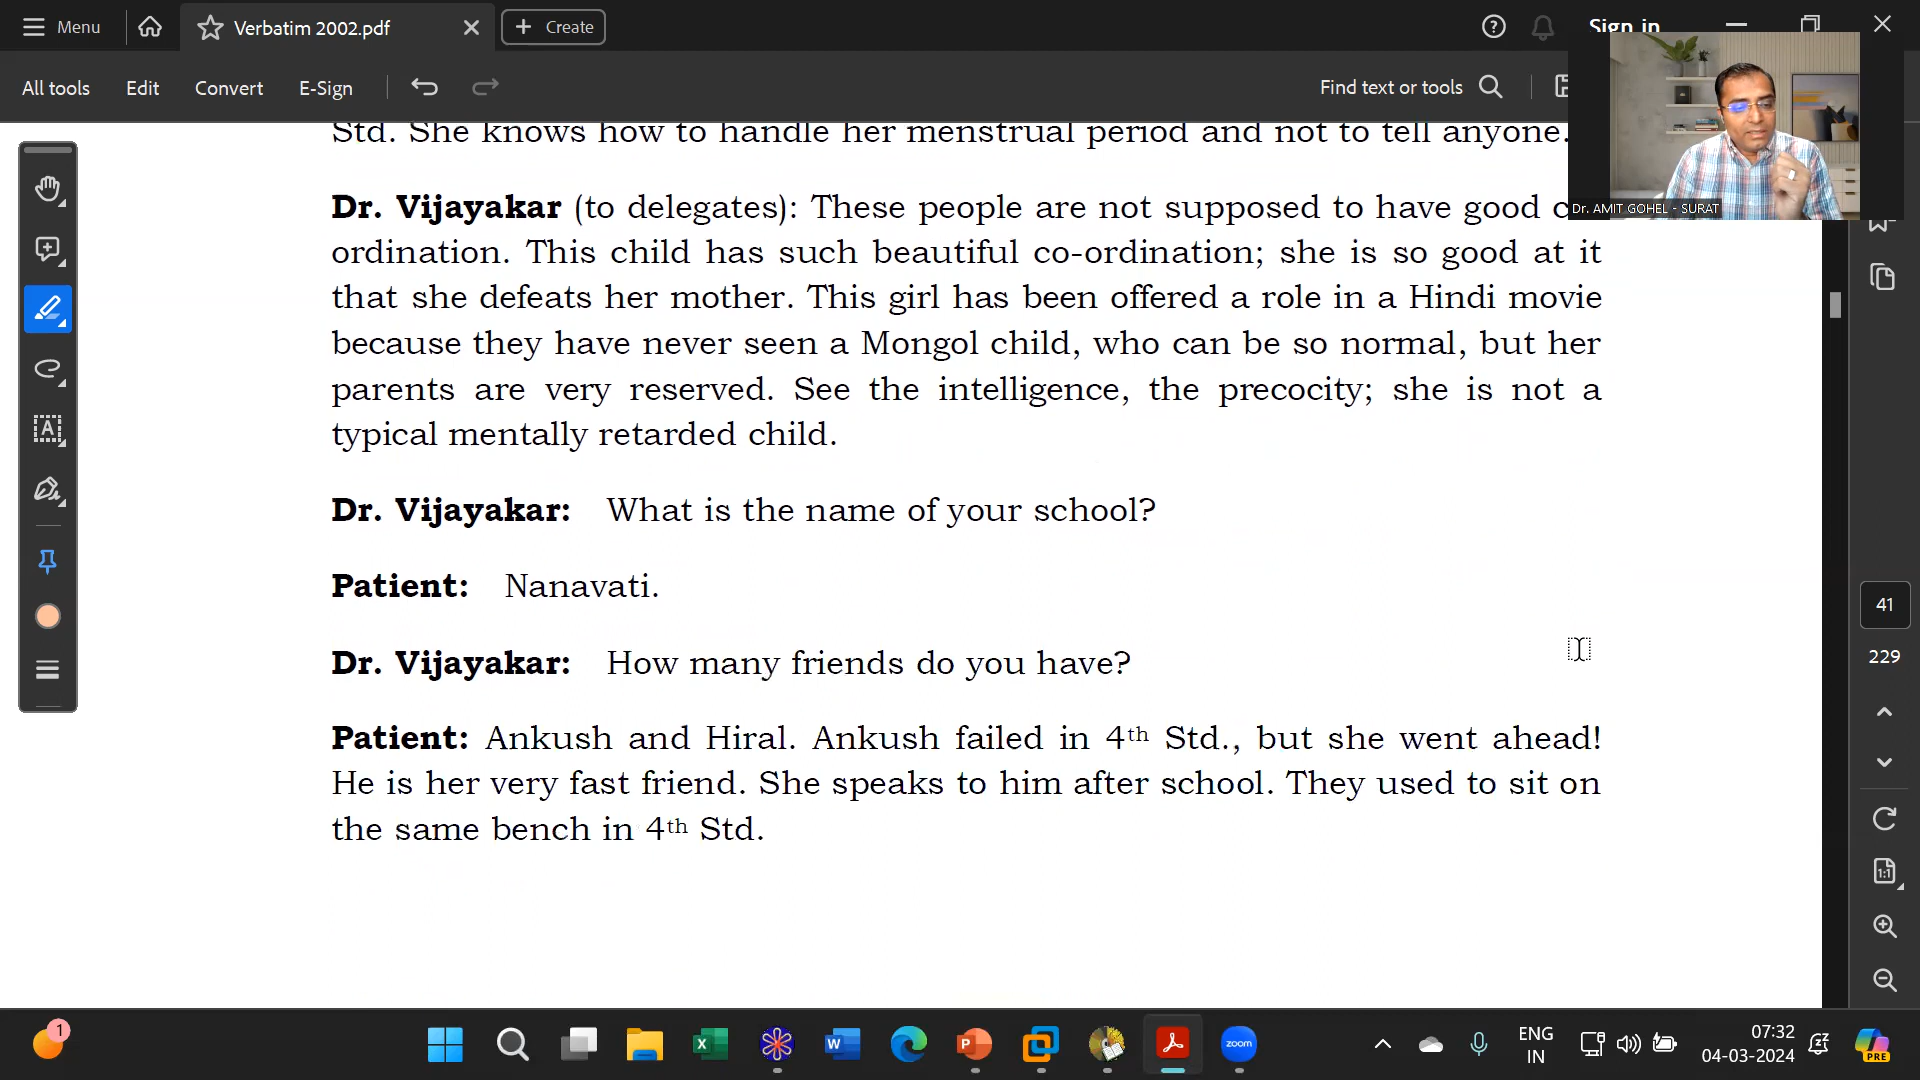 Menu
Verbatim 2002.pdf
Create
Sign in
All tools
Edit
Convert
E-Sign
Find text or tools
Dr. AMIT GOHEL - SURAT
Std. She knows how to handle her menstrual period and not to tell anyone.
Dr. Vijayakar (to delegates): These people are not supposed to have good c
ordination. This child has such beautiful co-ordination; she is so good at it
that she defeats her mother. This girl has been offered a role in a Hindi movie
because they have never seen a Mongol child, who can be so normal, but her
parents are very reserved. See the intelligence, the precocity; she is not a
typical mentally retarded child.
Dr. Vijayakar: What is the name of your school?
Patient: Nanavati.
Dr. Vijayakar: How many friends do you have?
Patient: Ankush and Hiral. Ankush failed in 4th Std., but she went ahead!
He is her very fast friend. She speaks to him after school. They used to sit on
the same bench in 4th Std.
41
229
1:1
1
zoom
ENG
IN
07:32
04-03-2024
PRE